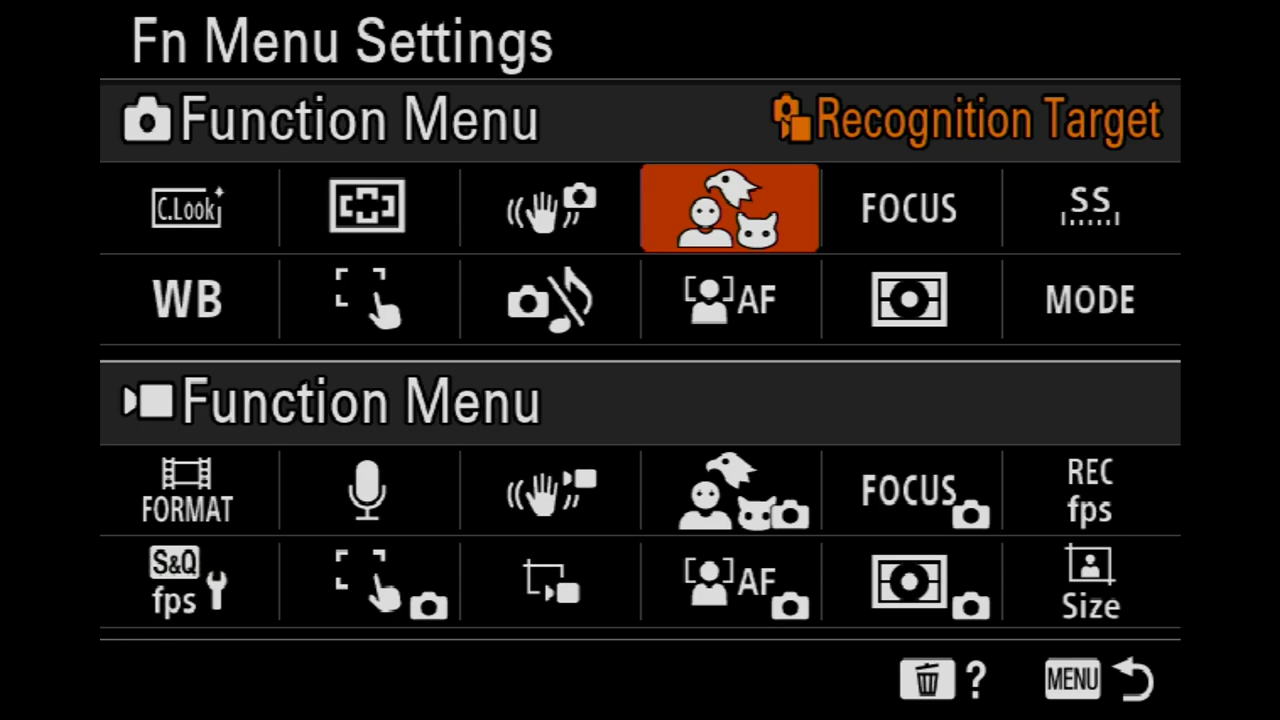 Fn Menu Settings
Function Menu Recognition Target
C.Look FOCUS SS
WB AF MODE
Function Menu
FORMAT FOCUS REC fps
S&Q fps AF Size
? MENU